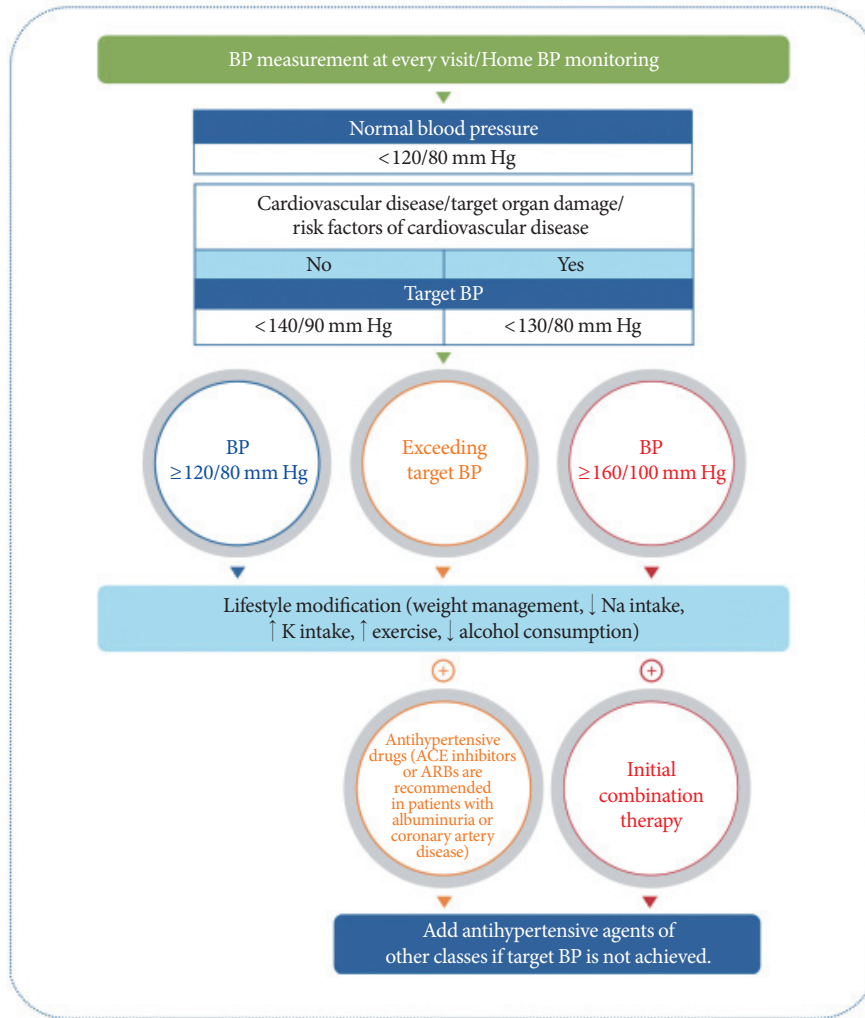 BP measurement at every visit/Home BP monitoring
Normal blood pressure
<120/80 mm Hg
Cardiovascular disease/target organ damage/
risk factors of cardiovascular disease
No
Yes
Target BP
<140/90 mm Hg
<130/80 mm Hg
BP
≥120/80 mm Hg
Exceeding
target BP
BP
≥160/100 mm Hg
Lifestyle modification (weight management, ↓ Na intake,
↑ K intake, ↑ exercise, ↓ alcohol consumption)
Antihypertensive
drugs (ACE inhibitors
or ARBs are
recommended
in patients with
albuminuria or
coronary artery
disease)
Initial
combination
therapy
Add antihypertensive agents of
other classes if target BP is not achieved.